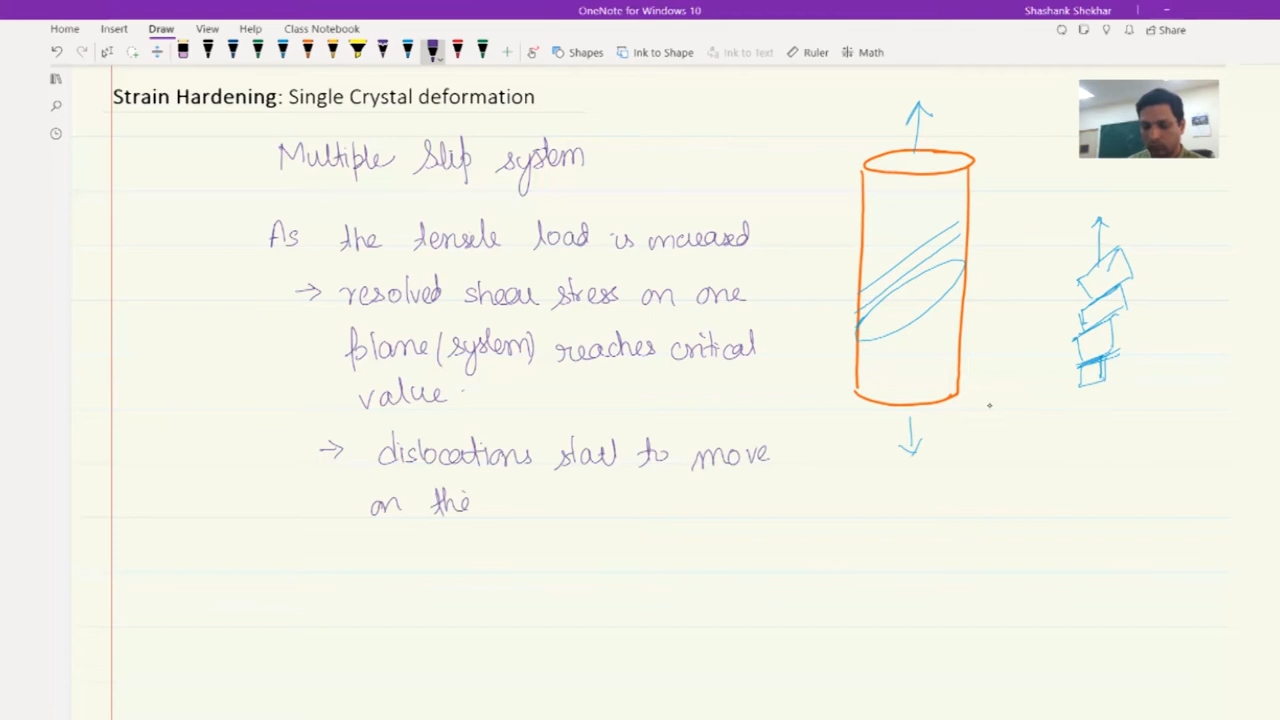 OneNote for Windows 10
Shashank Shekhar
Home Insert Draw View Help Class Notebook
Share
Shapes Ink to Shape Ink to Text Ruler Math
Strain Hardening: Single Crystal deformation
Multiple Slip system
As the tensile load is increased
→ resolved shear stress on one
plane (system) reaches critical
value.
→ dislocations start to move
on the